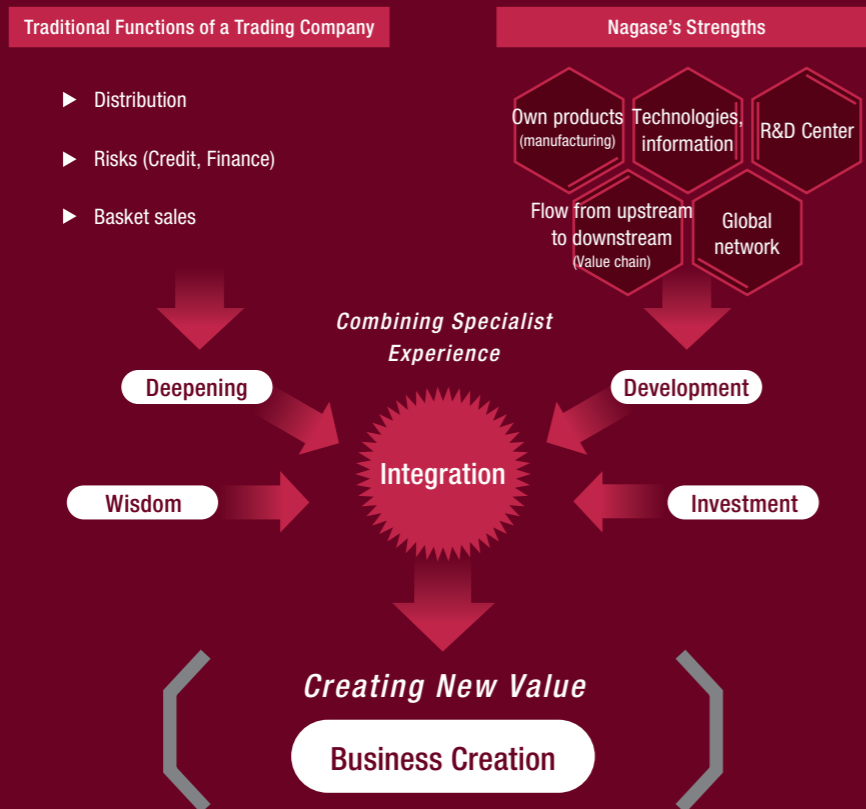 Traditional Functions of a Trading Company
Distribution
Risks (Credit, Finance)
Basket sales
Nagase's Strengths
Own products
(manufacturing)
Technologies,
information
R&D Center
Flow from upstream
to downstream
(Value chain)
Global
network
Combining Specialist
Experience
Deepening
Development
Integration
Wisdom
Investment
Creating New Value
Business Creation